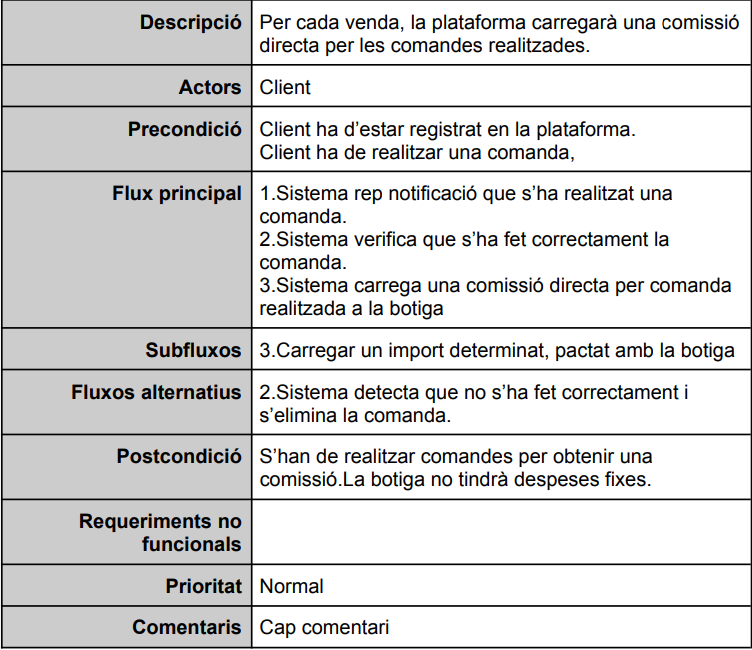 Descripció
Per cada venda, la plataforma carregarà una comissió
directa per les comandes realitzades.
Actors
Client
Precondició
Client ha d’estar registrat en la plataforma.
Client ha de realitzar una comanda,
Flux principal
1.Sistema rep notificació que s’ha realitzat una
comanda.
2.Sistema verifica que s’ha fet correctament la
comanda.
3.Sistema carrega una comissió directa per comanda
realitzada a la botiga
Subfluxos
3.Carregar un import determinat, pactat amb la botiga
Fluxos alternatius
2.Sistema detecta que no s’ha fet correctament i
s’elimina la comanda.
Postcondició
S’han de realitzar comandes per obtenir una
comissió.La botiga no tindrà despeses fixes.
Requeriments no
funcionals
Prioritat
Normal
Comentaris
Cap comentari